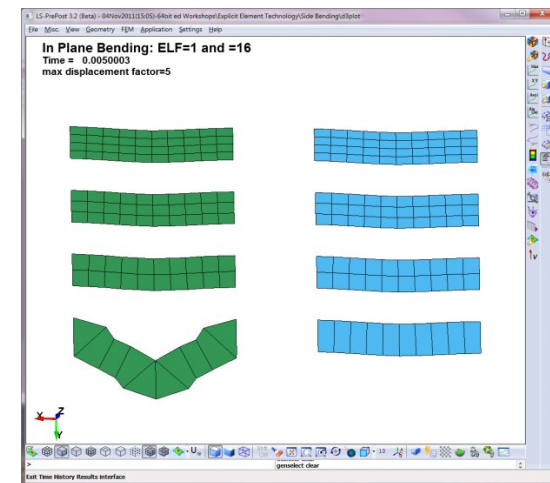 LS-PrePost 3.2 (Beta) - 04Nov2011(15:05)-64bit ed Workshops\Explicit Element Technology\Side Bending\d3plot
File Misc. View Geometry FEM Application Settings Help
In Plane Bending: ELF=1 and =16
Time = 0.0050003
max displacement factor=5
X Z
Y
>
genselect clear
Exit Time History Results interface